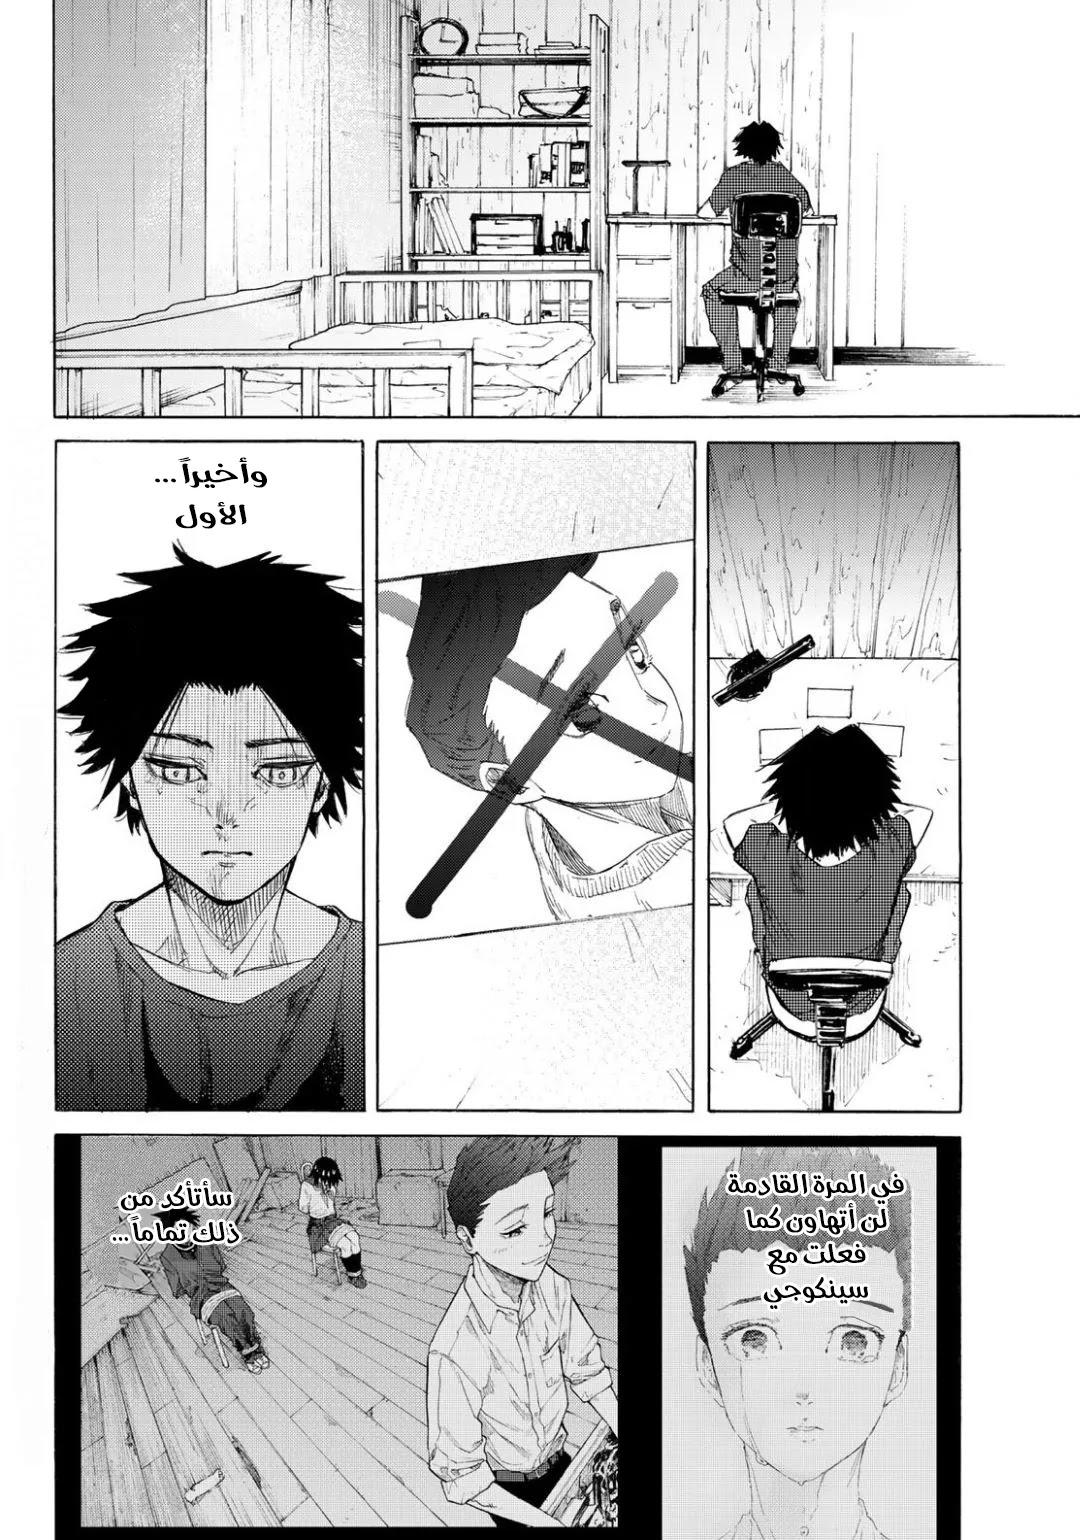 وأخيراً ...
الأول
في المرة القادمة
لن أتهاون كما
فعلت مع
سينكوجي
سأتأكد من
ذلك تماماً ...